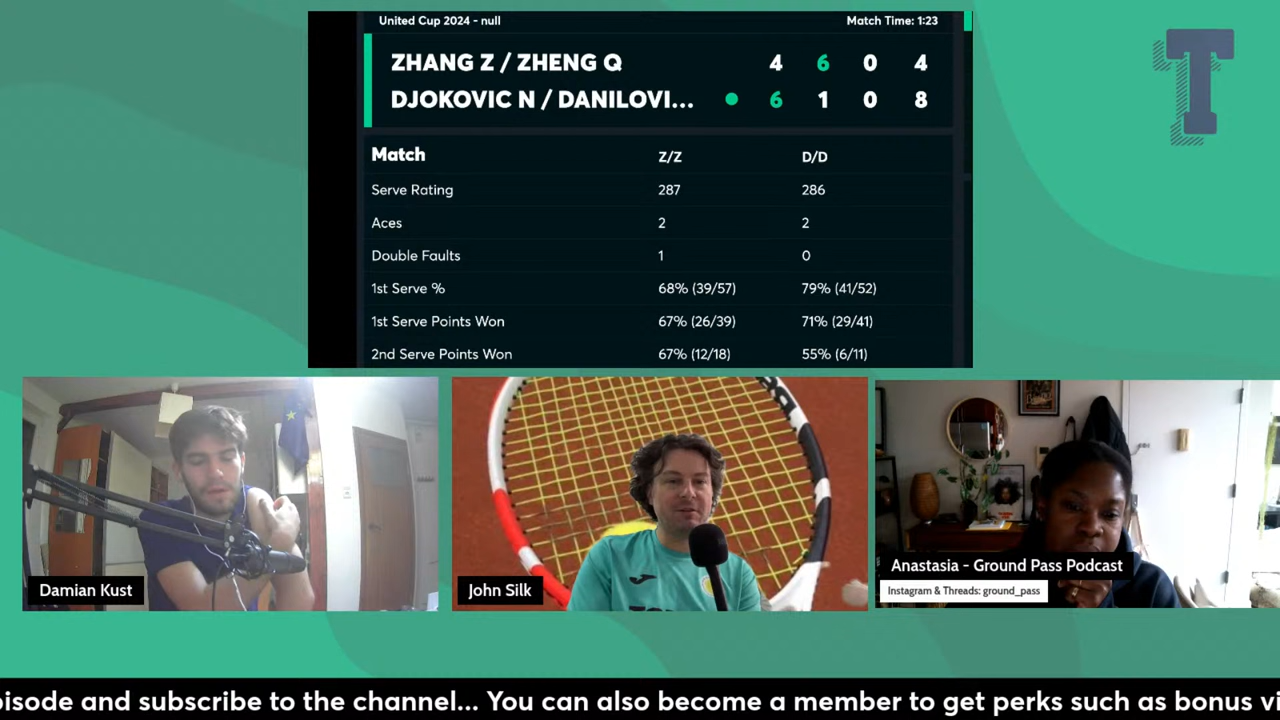 United Cup 2024 - null Match Time: 1:23
ZHANG Z / ZHENG Q 4 6 0 4
DJOKOVIC N / DANILOVI... 6 1 0 8
Match Z/Z D/D
Serve Rating 287 286
Aces 2 2
Double Faults 1 0
1st Serve % 68% (39/57) 79% (41/52)
1st Serve Points Won 67% (26/39) 71% (29/41)
2nd Serve Points Won 67% (12/18) 55% (6/11)
T
Damian Kust
John Silk
Anastasia - Ground Pass Podcast
Instagram & Threads: ground_pass
pisode and subscribe to the channel... You can also become a member to get perks such as bonus vi